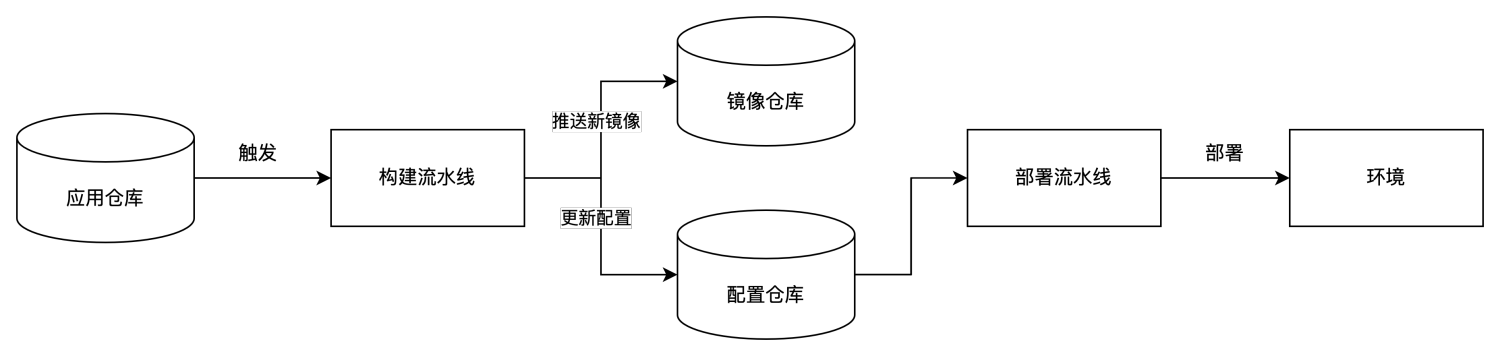 应用仓库
触发
构建流水线
推送新镜像
更新配置
镜像仓库
配置仓库
部署流水线
部署
环境